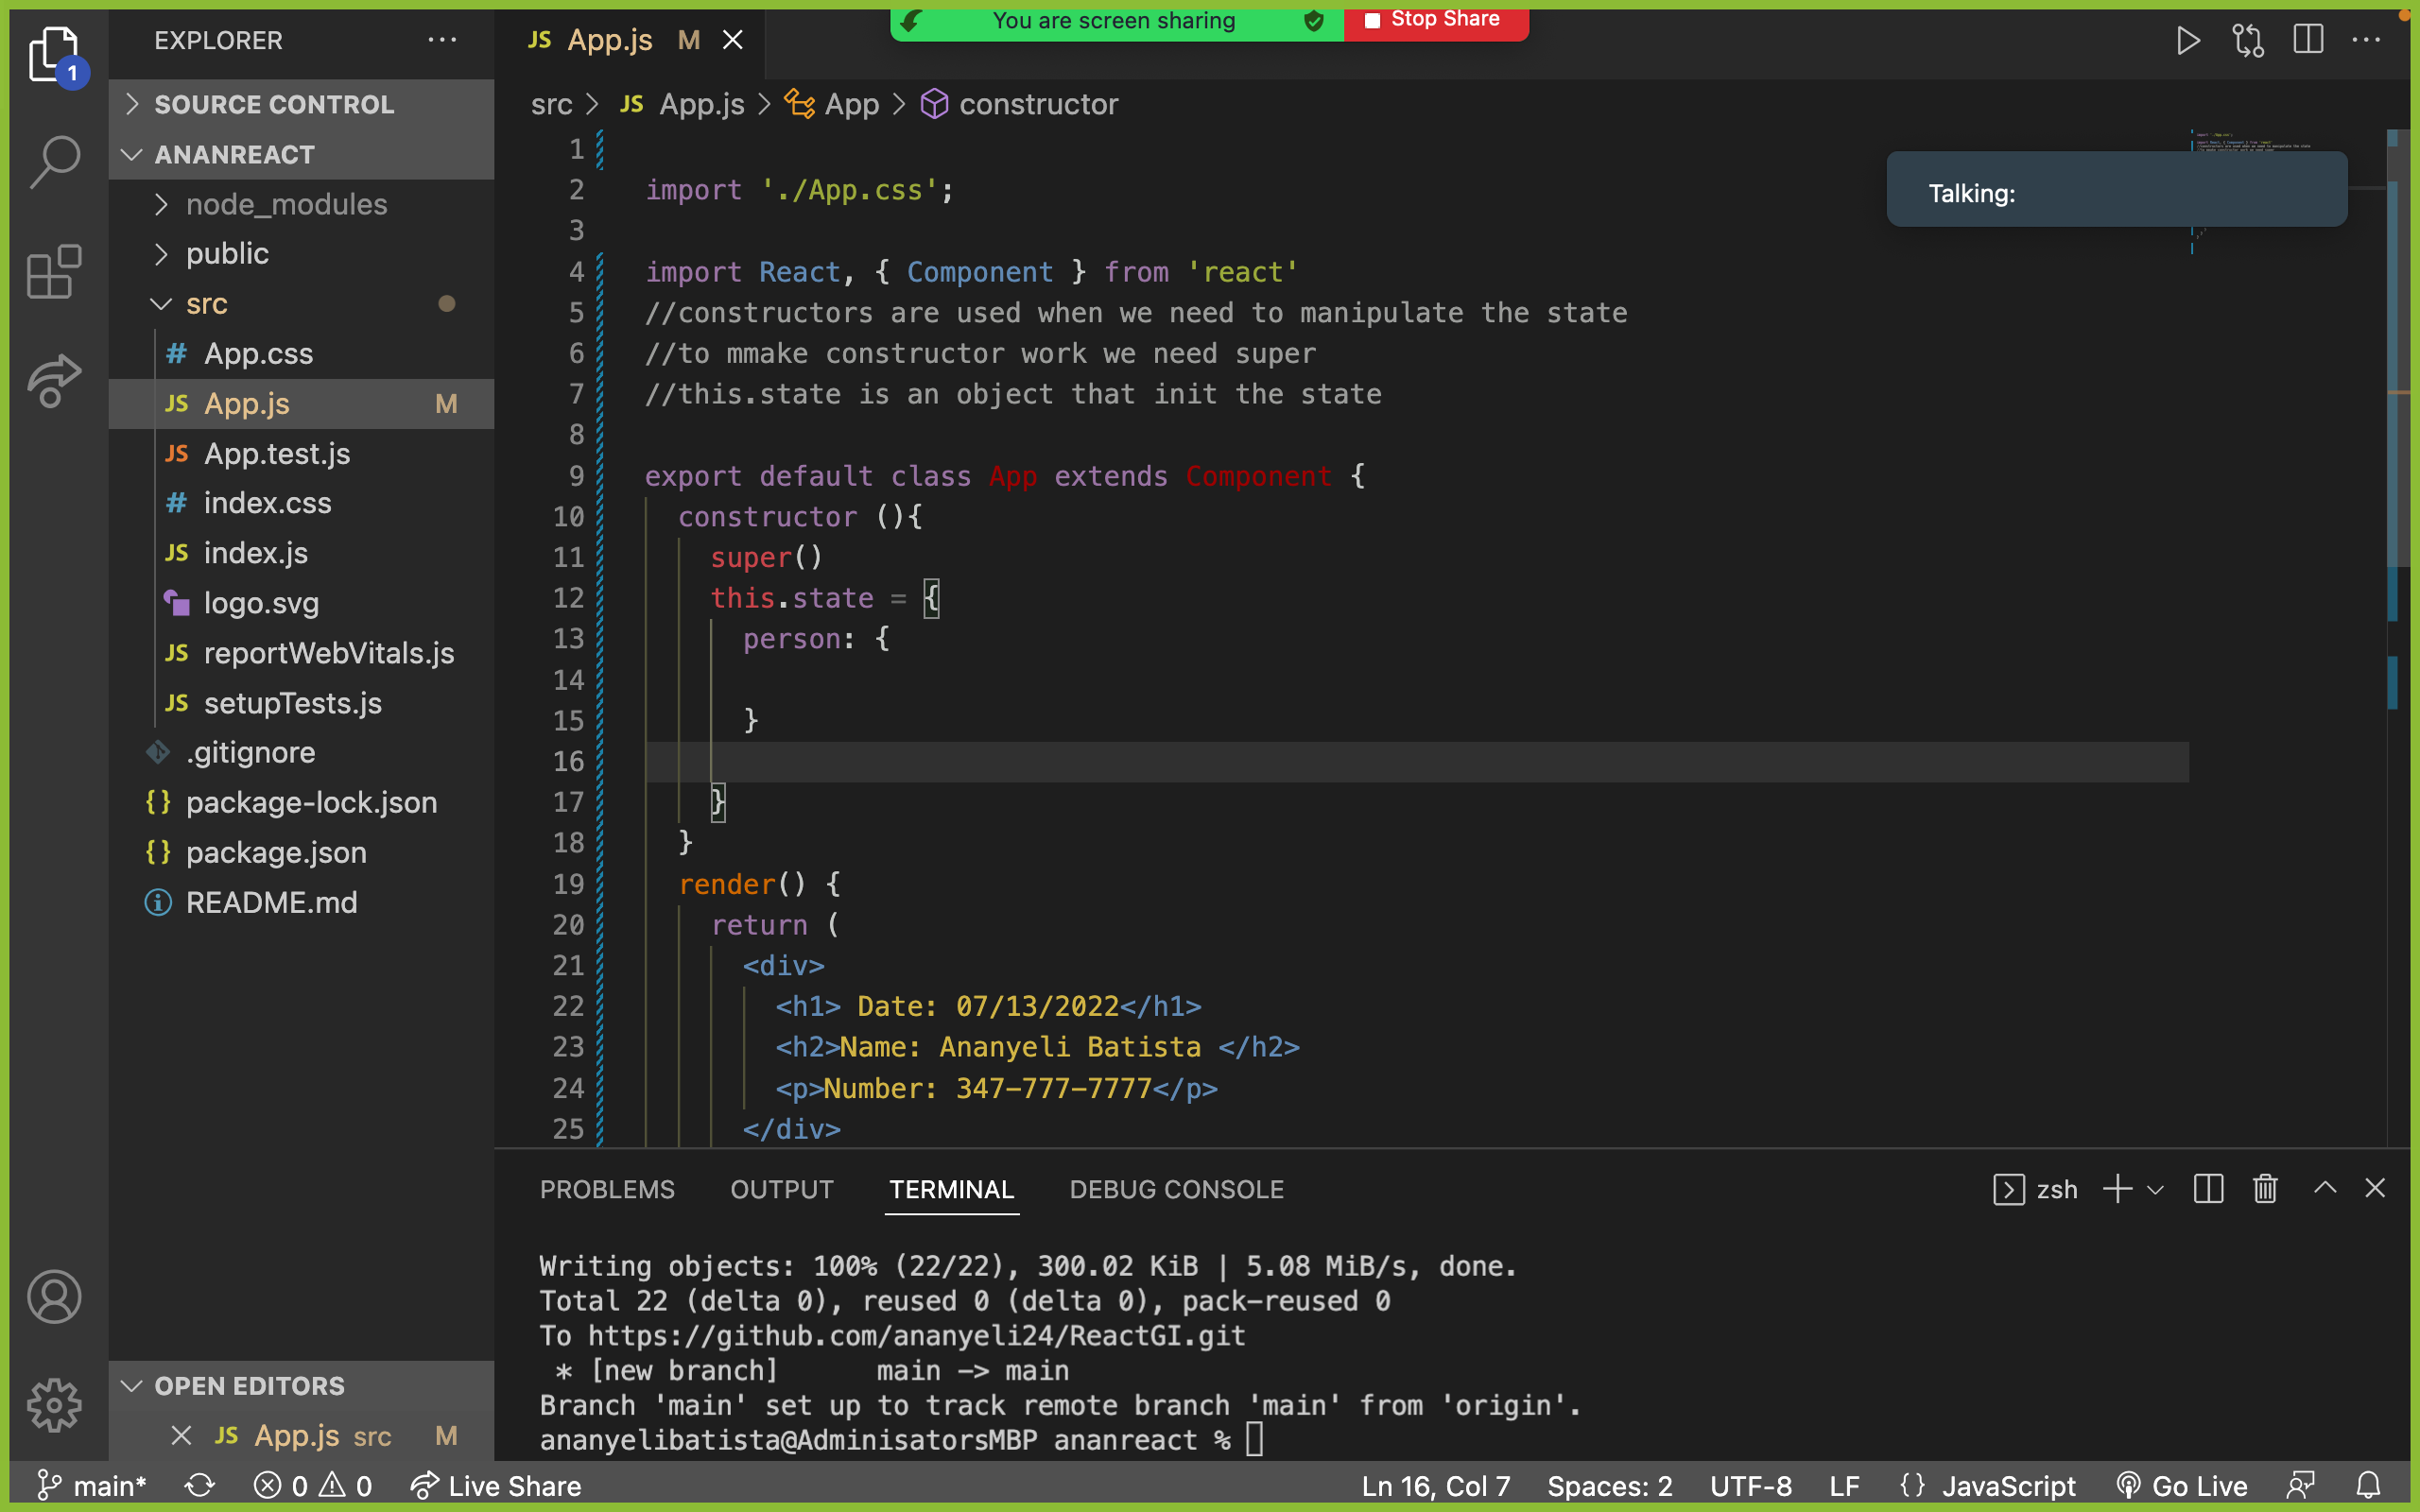 You are screen sharing
Stop Share
EXPLORER
JS App.js M
1
SOURCE CONTROL
ANANREACT
node_modules
public
src
# App.css
JS App.js M
JS App.test.js
# index.css
JS index.js
logo.svg
JS reportWebVitals.js
JS setupTests.js
.gitignore
{} package-lock.json
{} package.json
README.md
OPEN EDITORS
JS App.js src M
src > JS App.js > App > constructor
Talking:
1
2 import './App.css';
3
4 import React, { Component } from 'react'
5 //constructors are used when we need to manipulate the state
6 //to mmake constructor work we need super
7 //this.state is an object that init the state
8
9 export default class App extends Component {
10 constructor (){
11 super()
12 this.state = {
13 person: {
14
15 }
16
17 }
18 }
19 render() {
20 return (
21 <div>
22 <h1> Date: 07/13/2022</h1>
23 <h2>Name: Ananyeli Batista </h2>
24 <p>Number: 347-777-7777</p>
25 </div>
PROBLEMS OUTPUT TERMINAL DEBUG CONSOLE
zsh
Writing objects: 100% (22/22), 300.02 KiB | 5.08 MiB/s, done.
Total 22 (delta 0), reused 0 (delta 0), pack-reused 0
To https://github.com/ananyeli24/ReactGI.git
* [new branch] main -> main
Branch 'main' set up to track remote branch 'main' from 'origin'.
ananyelibatista@AdminisatorsMBP ananreact %
main* 0 0 Live Share Ln 16, Col 7 Spaces: 2 UTF-8 LF {} JavaScript Go Live